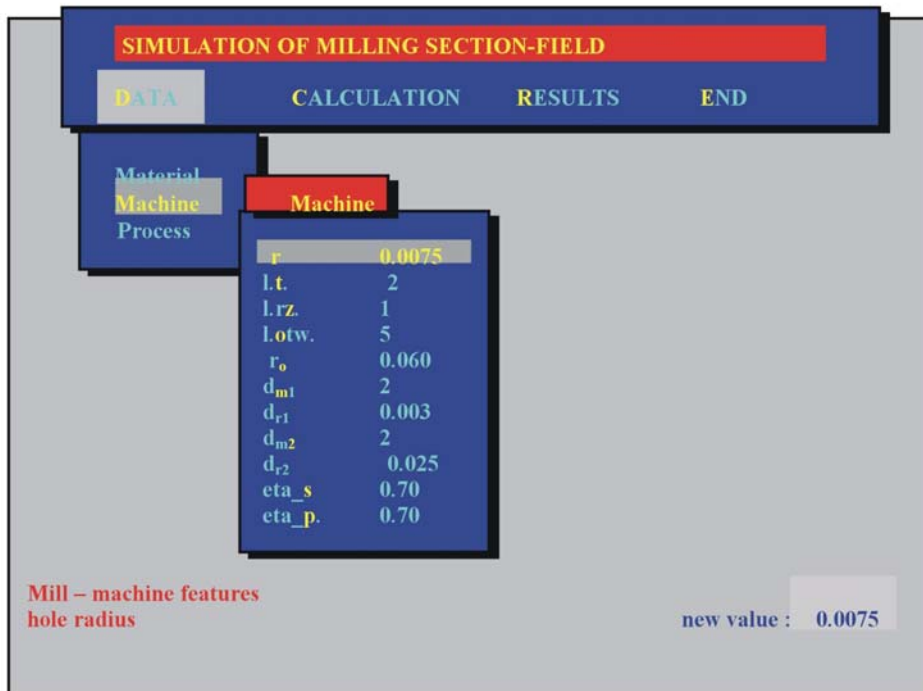 SIMULATION OF MILLING SECTION-FIELD
DATA CALCULATION RESULTS END
Material
Machine
Process
Machine
r 0.0075
l.t. 2
l.rz. 1
l.otw. 5
ro 0.060
dm1 2
dr1 0.003
dm2 2
dr2 0.025
eta_s 0.70
eta_p. 0.70
Mill – machine features
hole radius
new value : 0.0075